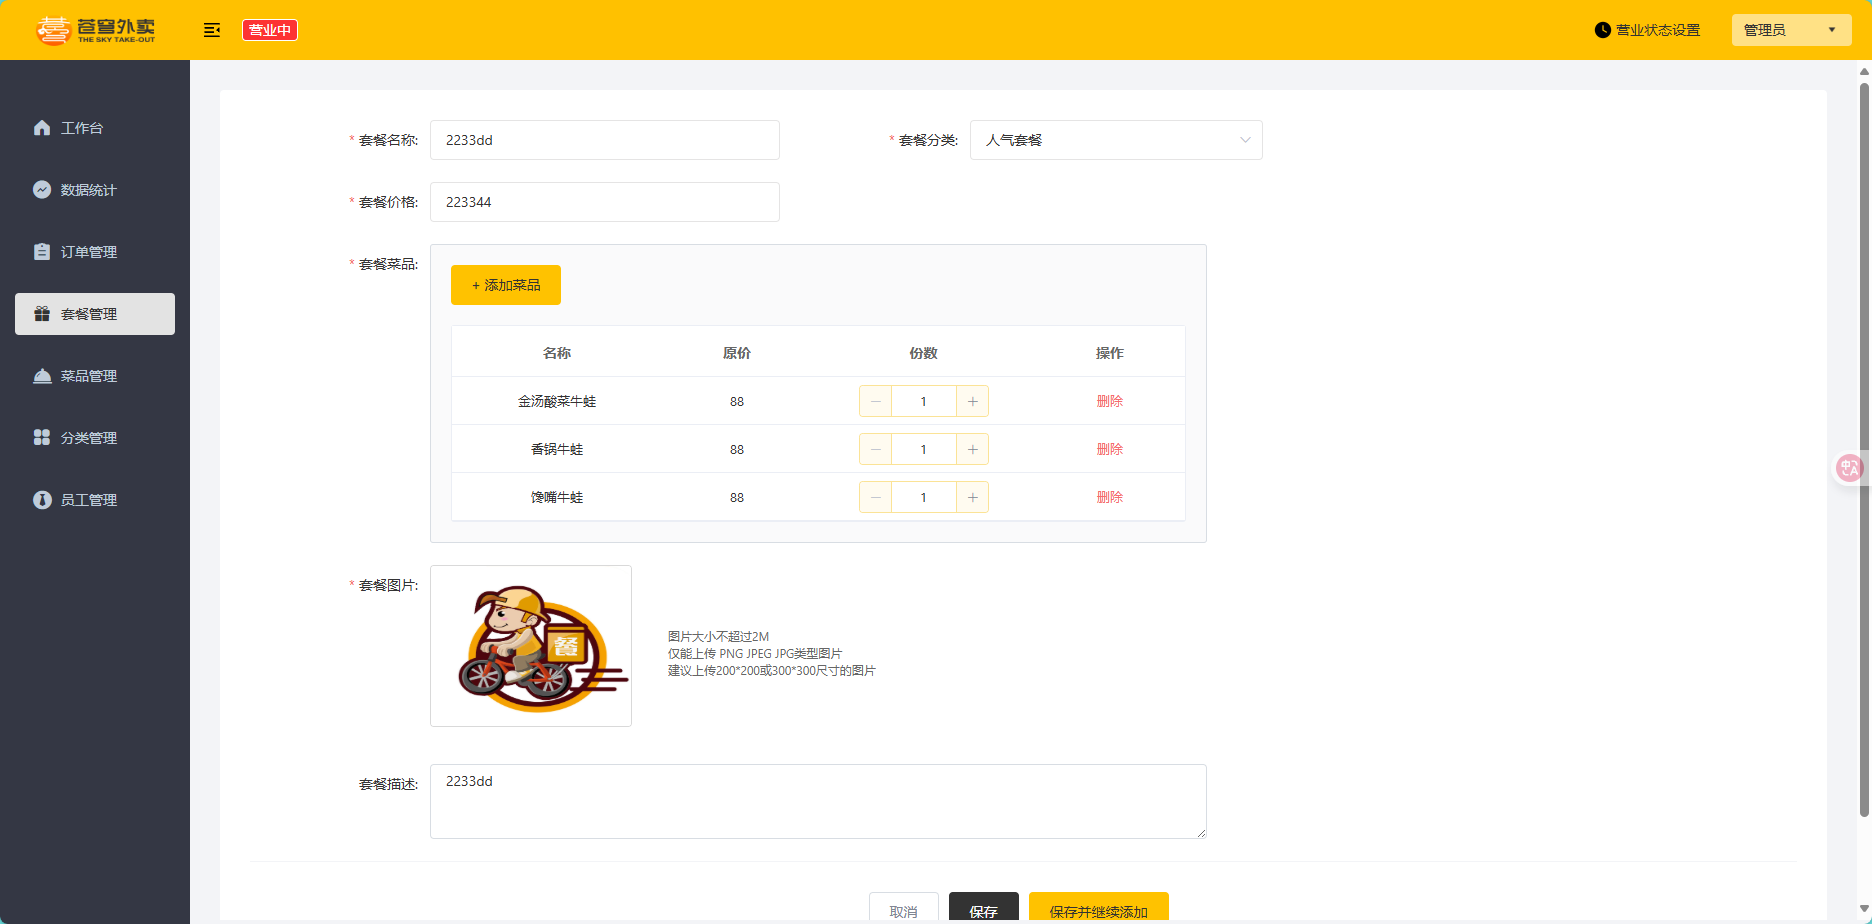 苍穹外卖
THE SKY TAKE-OUT
营业中
营业状态设置
管理员
工作台
数据统计
订单管理
套餐管理
菜品管理
分类管理
员工管理
* 套餐名称: 2233dd
* 套餐分类: 人气套餐
* 套餐价格: 223344
* 套餐菜品:
+ 添加菜品
名称 原价 份数 操作
金汤酸菜牛蛙 88 1 删除
香锅牛蛙 88 1 删除
馋嘴牛蛙 88 1 删除
* 套餐图片:
餐
图片大小不超过2M
仅能上传 PNG JPEG JPG类型图片
建议上传200*200或300*300尺寸的图片
套餐描述: 2233dd
取消
保存
保存并继续添加